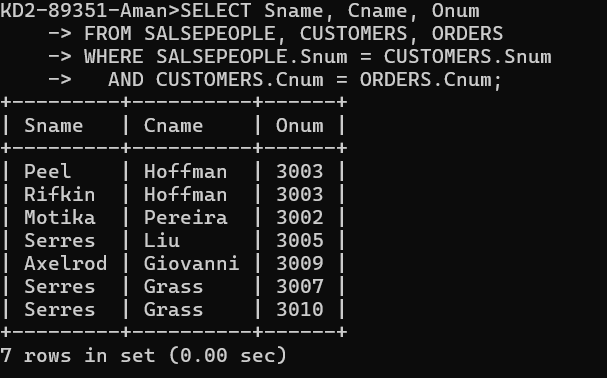 KD2-89351-Aman>SELECT Sname, Cname, Onum
    -> FROM SALSEPEOPLE, CUSTOMERS, ORDERS
    -> WHERE SALSEPEOPLE.Snum = CUSTOMERS.Snum
    ->   AND CUSTOMERS.Cnum = ORDERS.Cnum;
+---------+----------+------+
| Sname   | Cname    | Onum |
+---------+----------+------+
| Peel    | Hoffman  | 3003 |
| Rifkin  | Hoffman  | 3003 |
| Motika  | Pereira  | 3002 |
| Serres  | Liu      | 3005 |
| Axelrod | Giovanni | 3009 |
| Serres  | Grass    | 3007 |
| Serres  | Grass    | 3010 |
+---------+----------+------+
7 rows in set (0.00 sec)